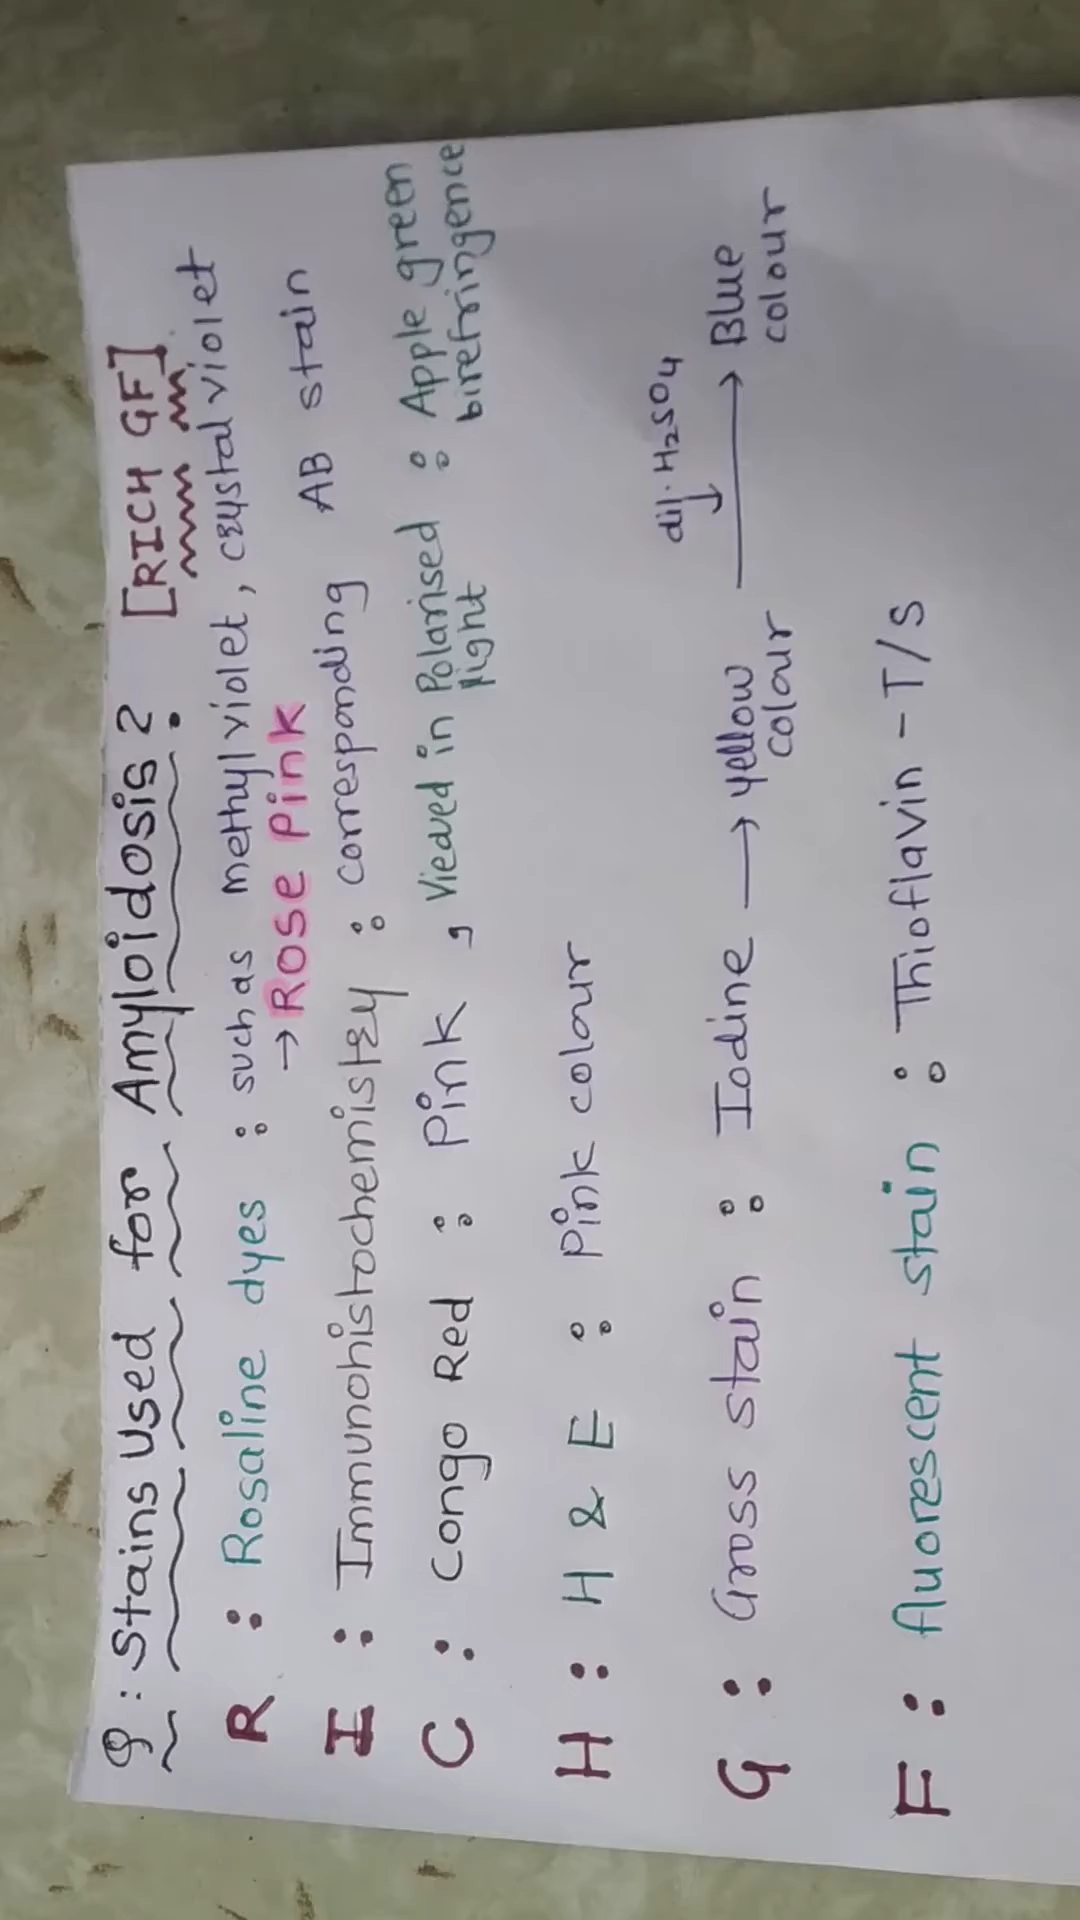 Q: Stains Used for Amyloidosis? [RICH GF]
R : Rosaline dyes : such as methyl violet, crystal violet
→ Rose Pink
I : Immunohistochemistry : corresponding AB stain
C : Congo Red : Pink, Vieved in Polarised light : Apple green birefringence
H : H & E : Pink colour
G : Gross stain : Iodine → yellow colour dil. H₂SO₄ → Blue colour
F : fluorescent stain : Thioflavin - T/S